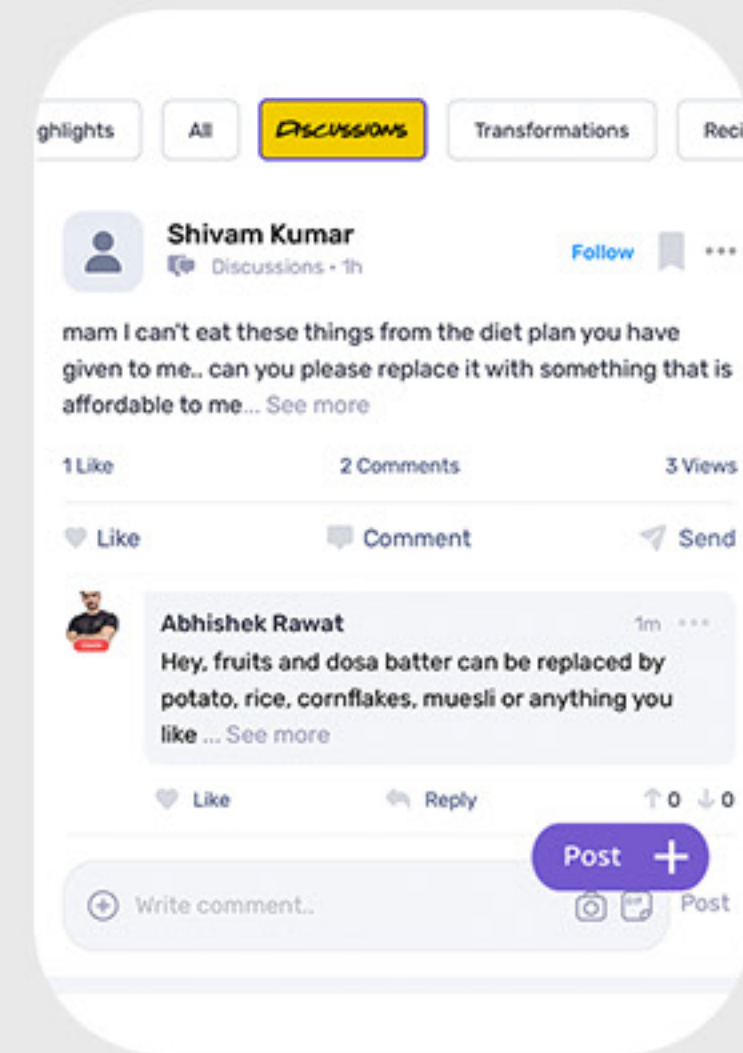 ghlights All DISCUSSIONS Transformations Reci
Shivam Kumar
Discussions • 1h
Follow
mam I can't eat these things from the diet plan you have
given to me.. can you please replace it with something that is
affordable to me... See more
1 Like 2 Comments 3 Views
Like Comment Send
Abhishek Rawat 1m
Hey, fruits and dosa batter can be replaced by
potato, rice, cornflakes, muesli or anything you
like ... See more
Like Reply 0 0
Post
Write comment.. Post